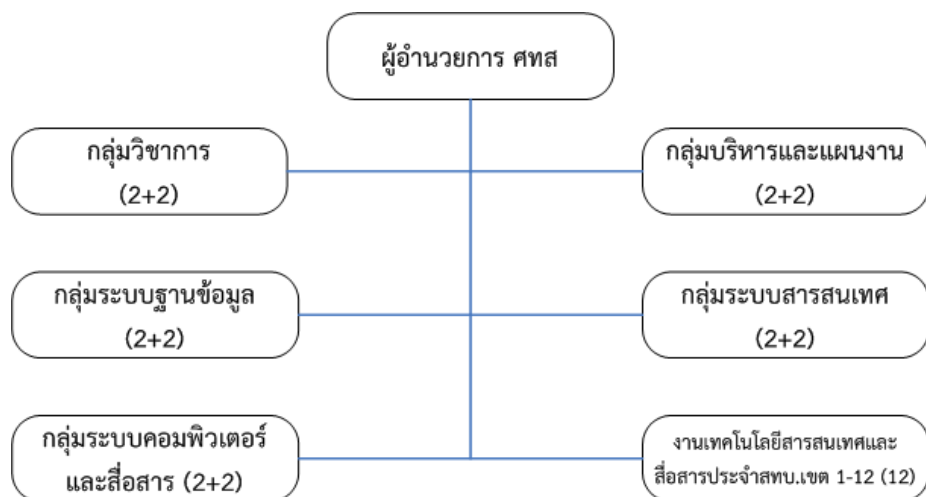 ผู้อำนวยการ ศทส
กลุ่มวิชาการ
(2+2)
กลุ่มบริหารและแผนงาน
(2+2)
กลุ่มระบบฐานข้อมูล
(2+2)
กลุ่มระบบสารสนเทศ
(2+2)
กลุ่มระบบคอมพิวเตอร์
และสื่อสาร (2+2)
งานเทคโนโลยีสารสนเทศและ
สื่อสารประจำสทบ.เขต 1-12 (12)